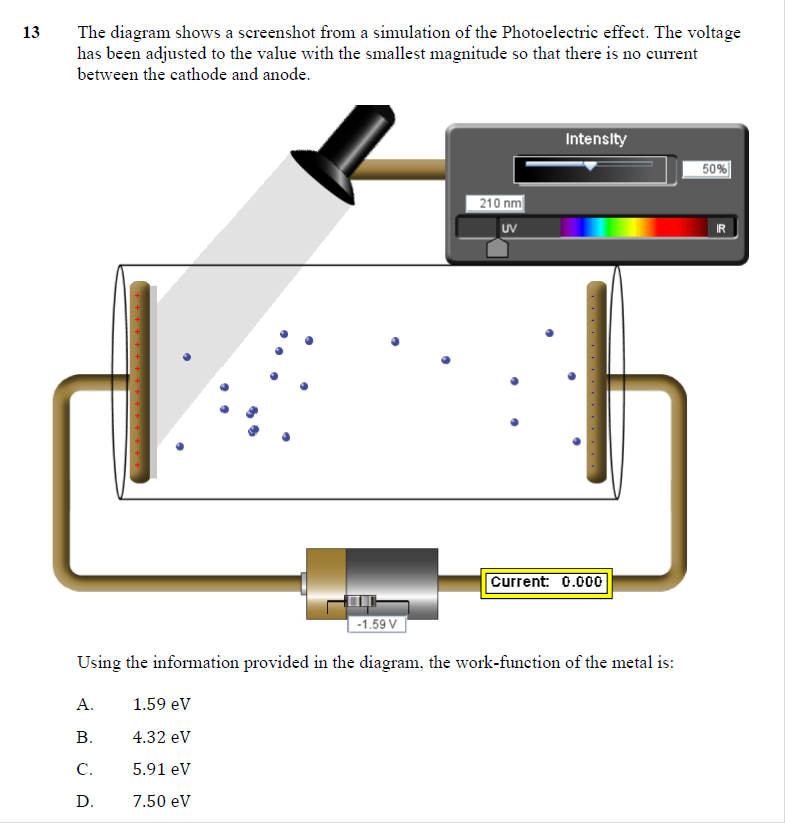 13 The diagram shows a screenshot from a simulation of the Photoelectric effect. The voltage
has been adjusted to the value with the smallest magnitude so that there is no current
between the cathode and anode.
Intensity
50%
210 nm
UV
IR
Current: 0.000
-1.59 V
Using the information provided in the diagram, the work-function of the metal is:
A. 1.59 eV
B. 4.32 eV
C. 5.91 eV
D. 7.50 eV